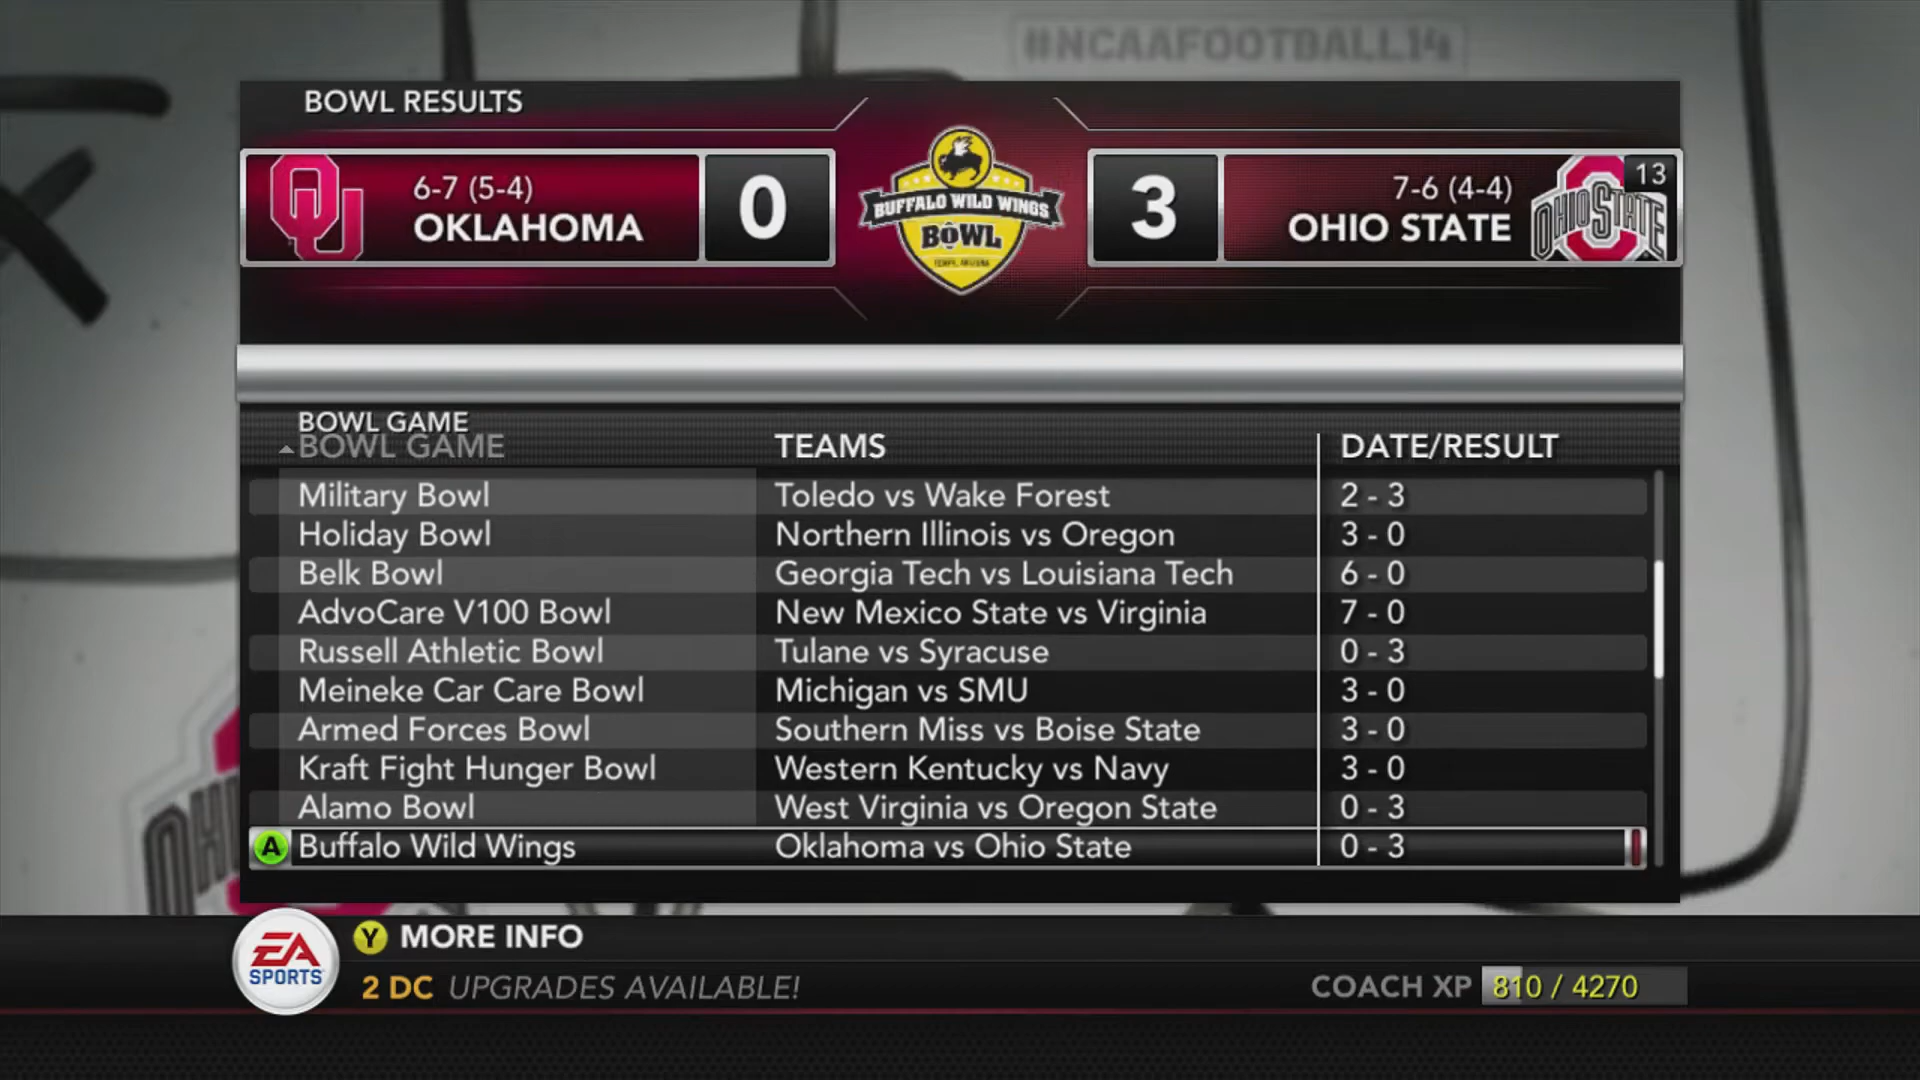 #NCAAFOOTBALL14
BOWL RESULTS
6-7 (5-4)
OKLAHOMA
0
BUFFALO WILD WINGS
BOWL
TEMPE, ARIZONA
3
7-6 (4-4)
OHIO STATE
OHIO STATE
13
BOWL GAME
BOWL GAME TEAMS DATE/RESULT
Military Bowl Toledo vs Wake Forest 2 - 3
Holiday Bowl Northern Illinois vs Oregon 3 - 0
Belk Bowl Georgia Tech vs Louisiana Tech 6 - 0
AdvoCare V100 Bowl New Mexico State vs Virginia 7 - 0
Russell Athletic Bowl Tulane vs Syracuse 0 - 3
Meineke Car Care Bowl Michigan vs SMU 3 - 0
Armed Forces Bowl Southern Miss vs Boise State 3 - 0
Kraft Fight Hunger Bowl Western Kentucky vs Navy 3 - 0
Alamo Bowl West Virginia vs Oregon State 0 - 3
A Buffalo Wild Wings Oklahoma vs Ohio State 0 - 3
EA SPORTS
Y MORE INFO
2 DC UPGRADES AVAILABLE!
COACH XP 810 / 4270